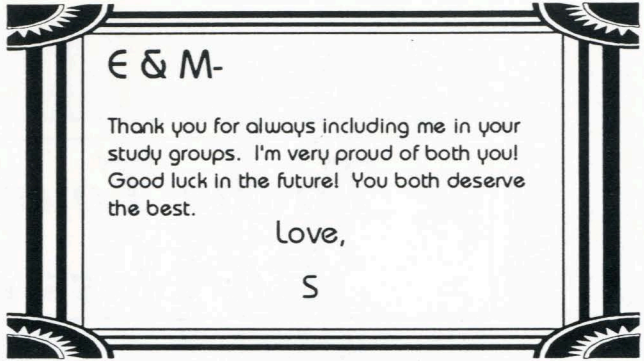 E & M-
Thank you for always including me in your
study groups.  I'm very proud of both you!
Good luck in the future!  You both deserve
the best.
Love,
S